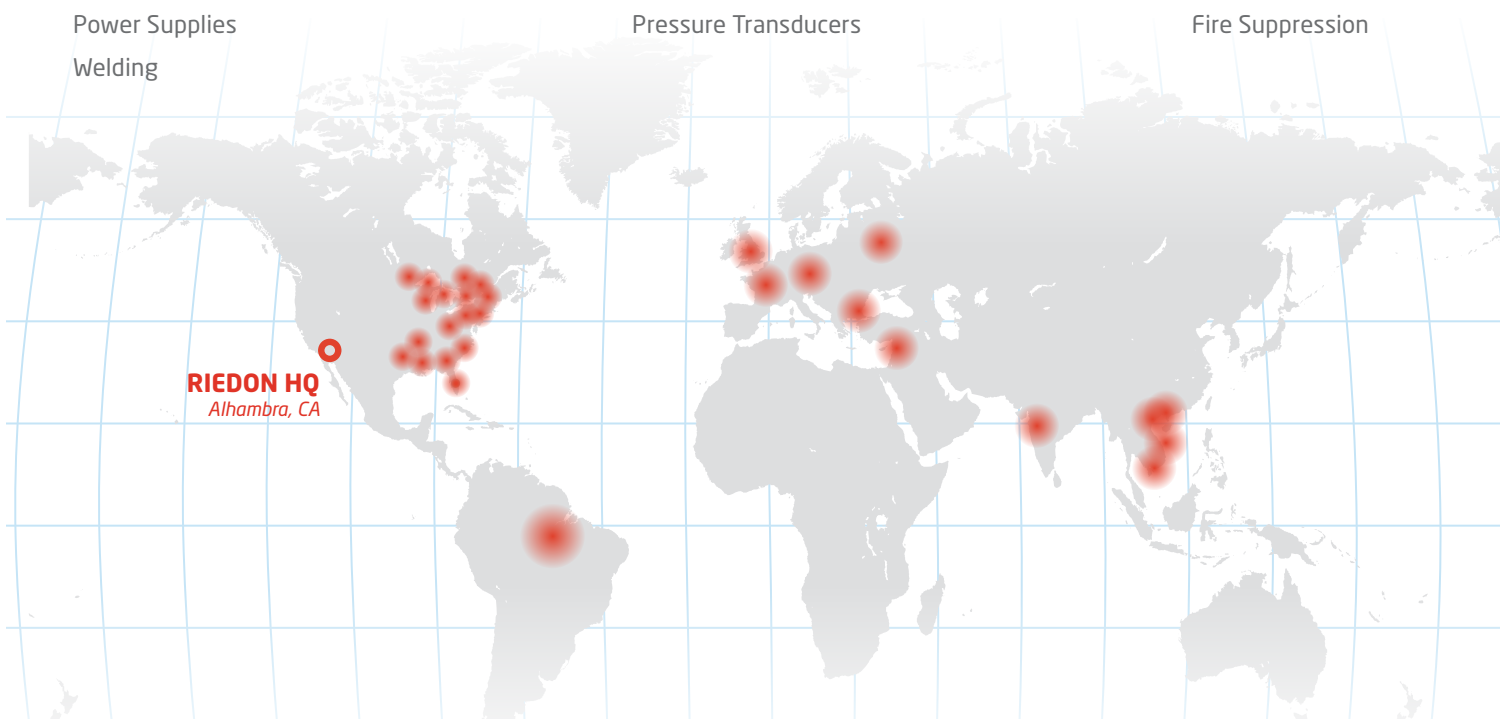 Power Supplies
Pressure Transducers
Fire Suppression
Welding
RIEDON HQ
Alhambra, CA